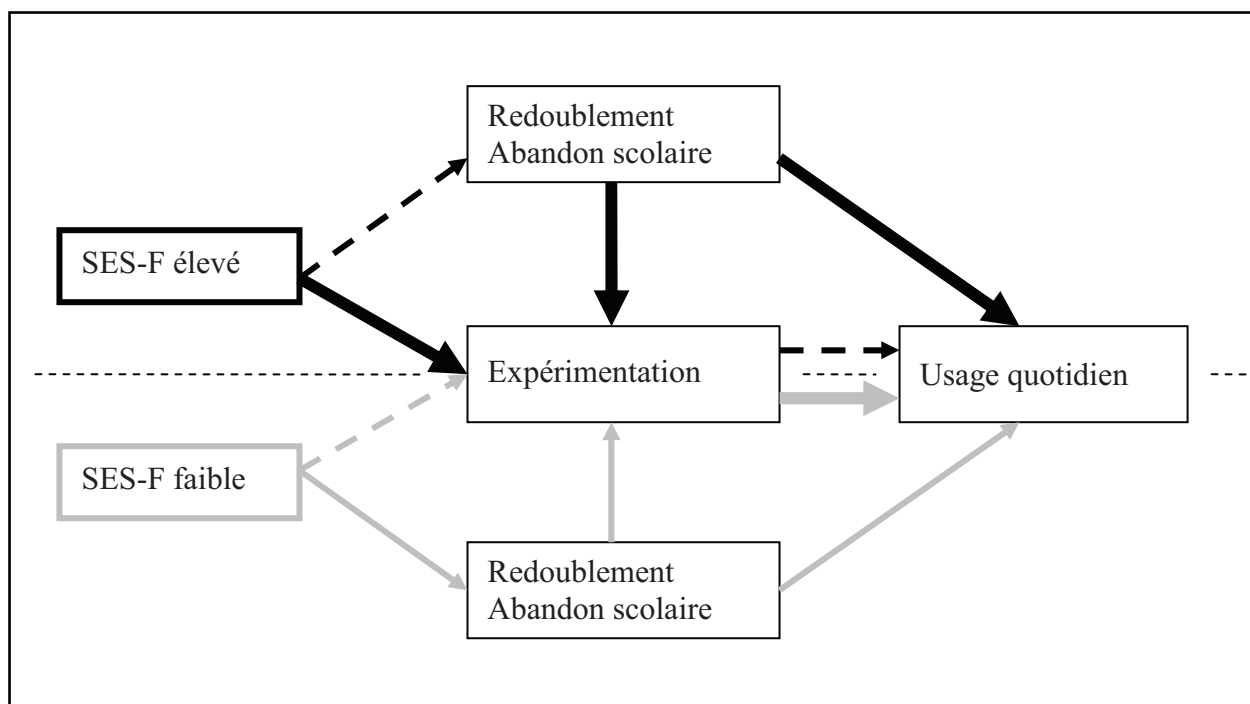 Redoublement
Abandon scolaire
SES-F élevé
Expérimentation
Usage quotidien
SES-F faible
Redoublement
Abandon scolaire